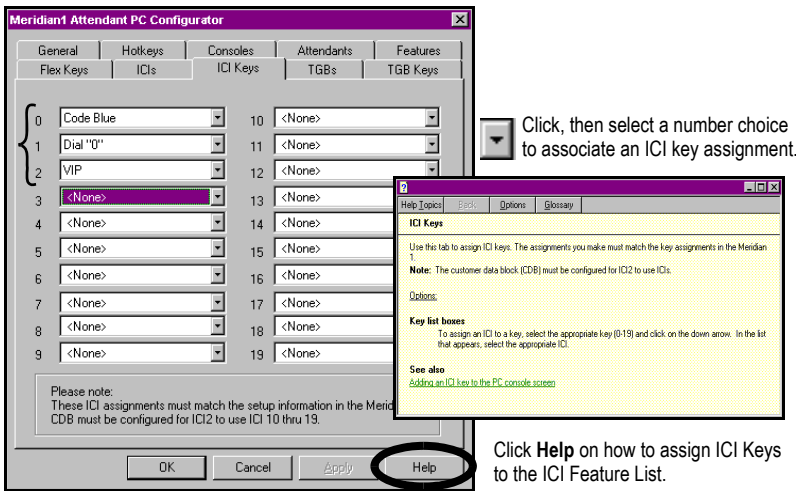 Meridian1 Attendant PC Configurator
General Hotkeys Consoles Attendants Features
Flex Keys ICIs ICI Keys TGBs TGB Keys
0 Code Blue 10 <None>
1 Dial "0" 11 <None>
2 VIP 12 <None>
3 <None> 13 <None>
4 <None> 14 <None>
5 <None> 15 <None>
6 <None> 16 <None>
7 <None> 17 <None>
8 <None> 18 <None>
9 <None> 19 <None>
Please note:
These ICI assignments must match the setup information in the Merid
CDB must be configured for ICI2 to use ICI 10 thru 19.
OK Cancel Apply Help
Click, then select a number choice
to associate an ICI key assignment.
?
Help Topics Back Options Glossary
ICI Keys
Use this tab to assign ICI keys. The assignments you make must match the key assignments in the Meridian
1.
Note: The customer data block (CDB) must be configured for ICI2 to use ICIs.
Options:
Key list boxes
To assign an ICI to a key, select the appropriate key (0-19) and click on the down arrow. In the list
that appears, select the appropriate ICI.
See also
Adding an ICI key to the PC console screen
Click Help on how to assign ICI Keys
to the ICI Feature List.